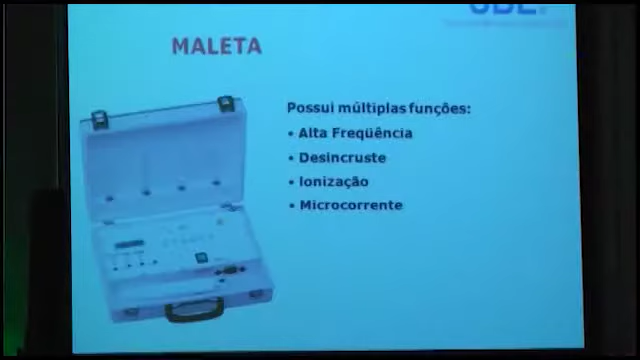 MALETA
Possui múltiplas funções:
• Alta Freqüência
• Desincruste
• Ionização
• Microcorrente